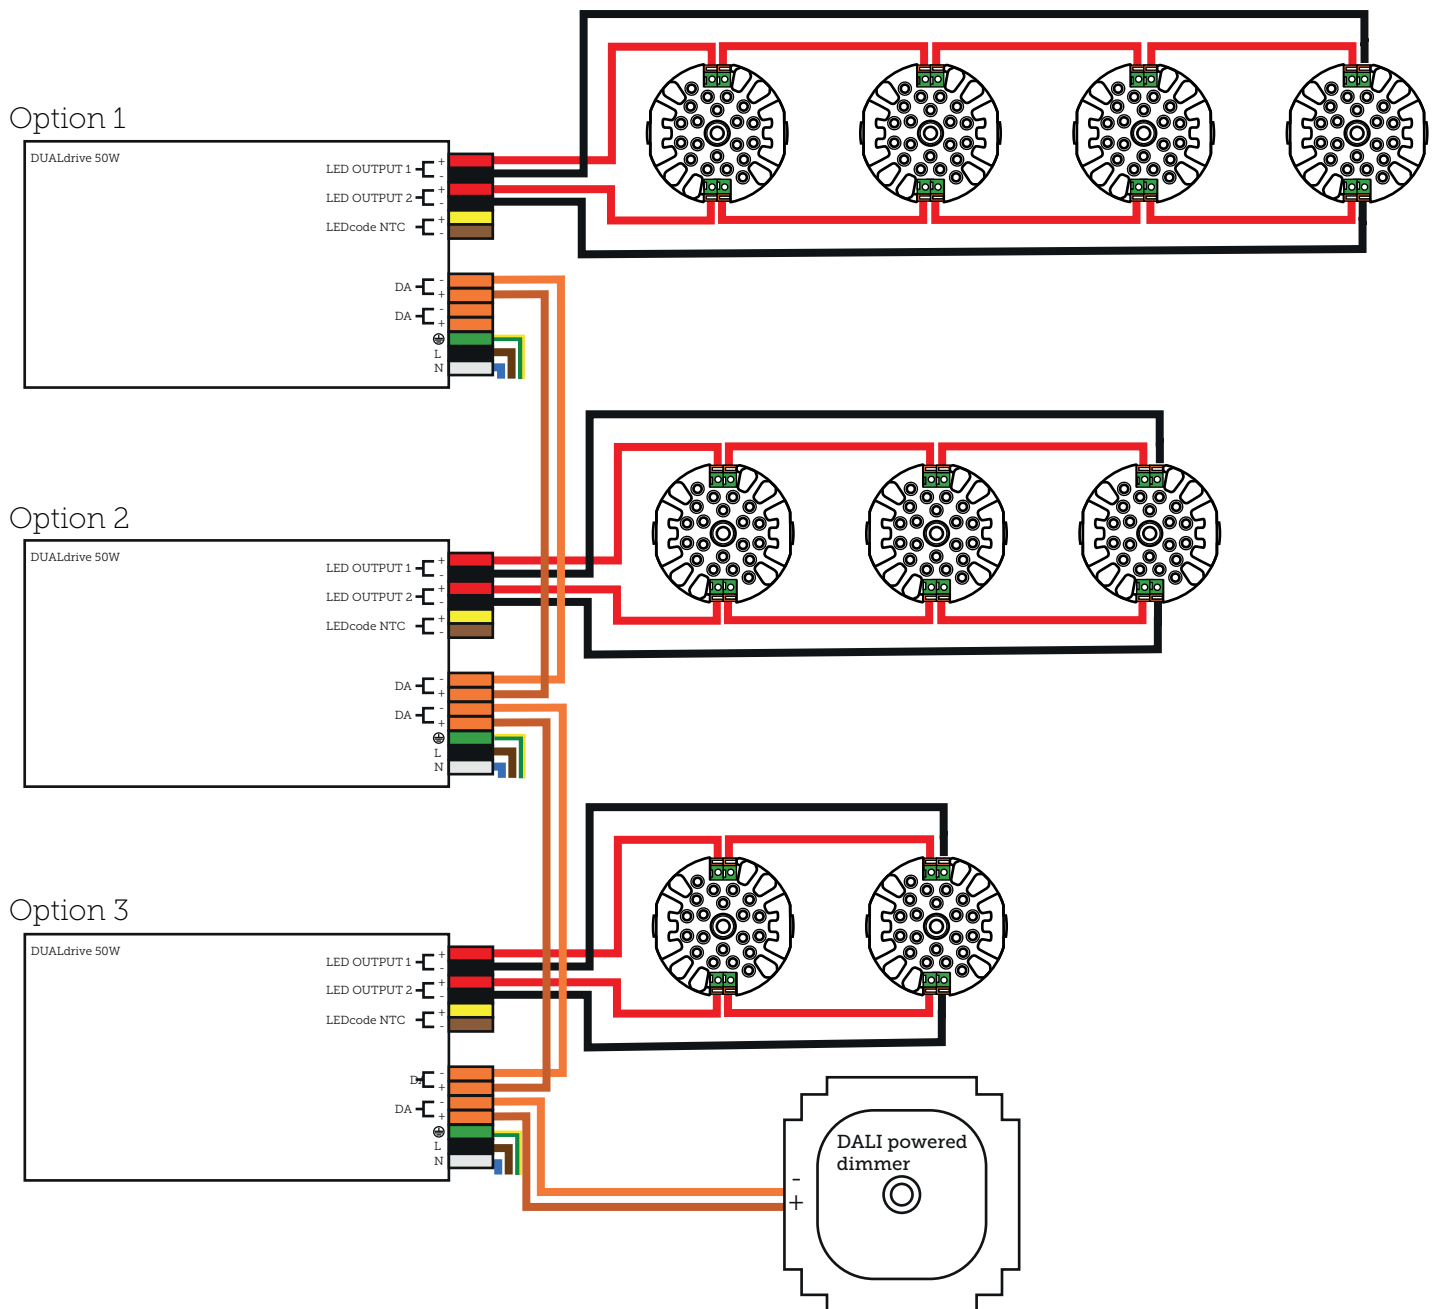 Option 1
DUALdrive 50W
LED OUTPUT 1 + -
LED OUTPUT 2 + -
LEDcode NTC + -
DA - +
DA - +
L
N
Option 2
DUALdrive 50W
LED OUTPUT 1 + -
LED OUTPUT 2 + -
LEDcode NTC + -
DA - +
DA - +
L
N
Option 3
DUALdrive 50W
LED OUTPUT 1 + -
LED OUTPUT 2 + -
LEDcode NTC + -
DA - +
DA - +
L
N
DALI powered
dimmer
-
+